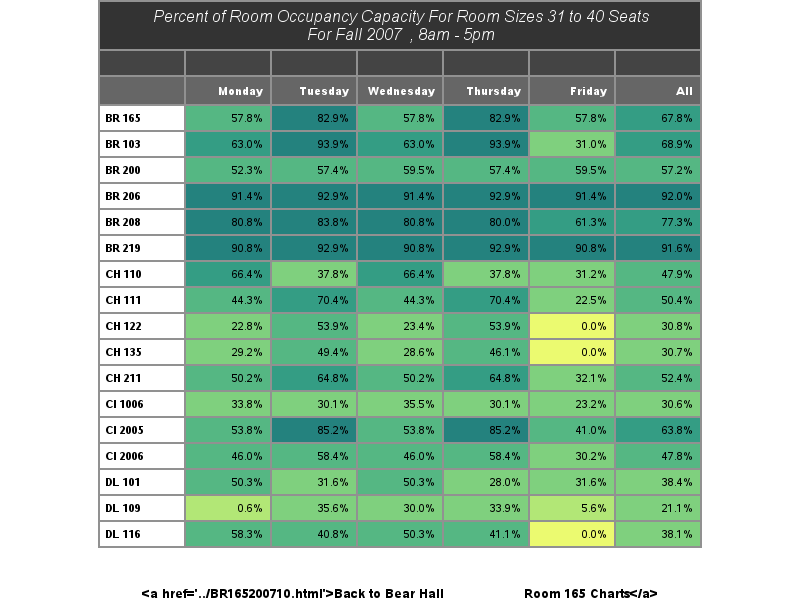 Percent of Room Occupancy Capacity For Room Sizes 31 to 40 Seats
For Fall 2007 , 8am - 5pm
Monday Tuesday Wednesday Thursday Friday All
BR 165 57.8% 82.9% 57.8% 82.9% 57.8% 67.8%
BR 103 63.0% 93.9% 63.0% 93.9% 31.0% 68.9%
BR 200 52.3% 57.4% 59.5% 57.4% 59.5% 57.2%
BR 206 91.4% 92.9% 91.4% 92.9% 91.4% 92.0%
BR 208 80.8% 83.8% 80.8% 80.0% 61.3% 77.3%
BR 219 90.8% 92.9% 90.8% 92.9% 90.8% 91.6%
CH 110 66.4% 37.8% 66.4% 37.8% 31.2% 47.9%
CH 111 44.3% 70.4% 44.3% 70.4% 22.5% 50.4%
CH 122 22.8% 53.9% 23.4% 53.9% 0.0% 30.8%
CH 135 29.2% 49.4% 28.6% 46.1% 0.0% 30.7%
CH 211 50.2% 64.8% 50.2% 64.8% 32.1% 52.4%
CI 1006 33.8% 30.1% 35.5% 30.1% 23.2% 30.6%
CI 2005 53.8% 85.2% 53.8% 85.2% 41.0% 63.8%
CI 2006 46.0% 58.4% 46.0% 58.4% 30.2% 47.8%
DL 101 50.3% 31.6% 50.3% 28.0% 31.6% 38.4%
DL 109 0.6% 35.6% 30.0% 33.9% 5.6% 21.1%
DL 116 58.3% 40.8% 50.3% 41.1% 0.0% 38.1%
<a href='../BR165200710.html'>Back to Bear Hall Room 165 Charts</a>